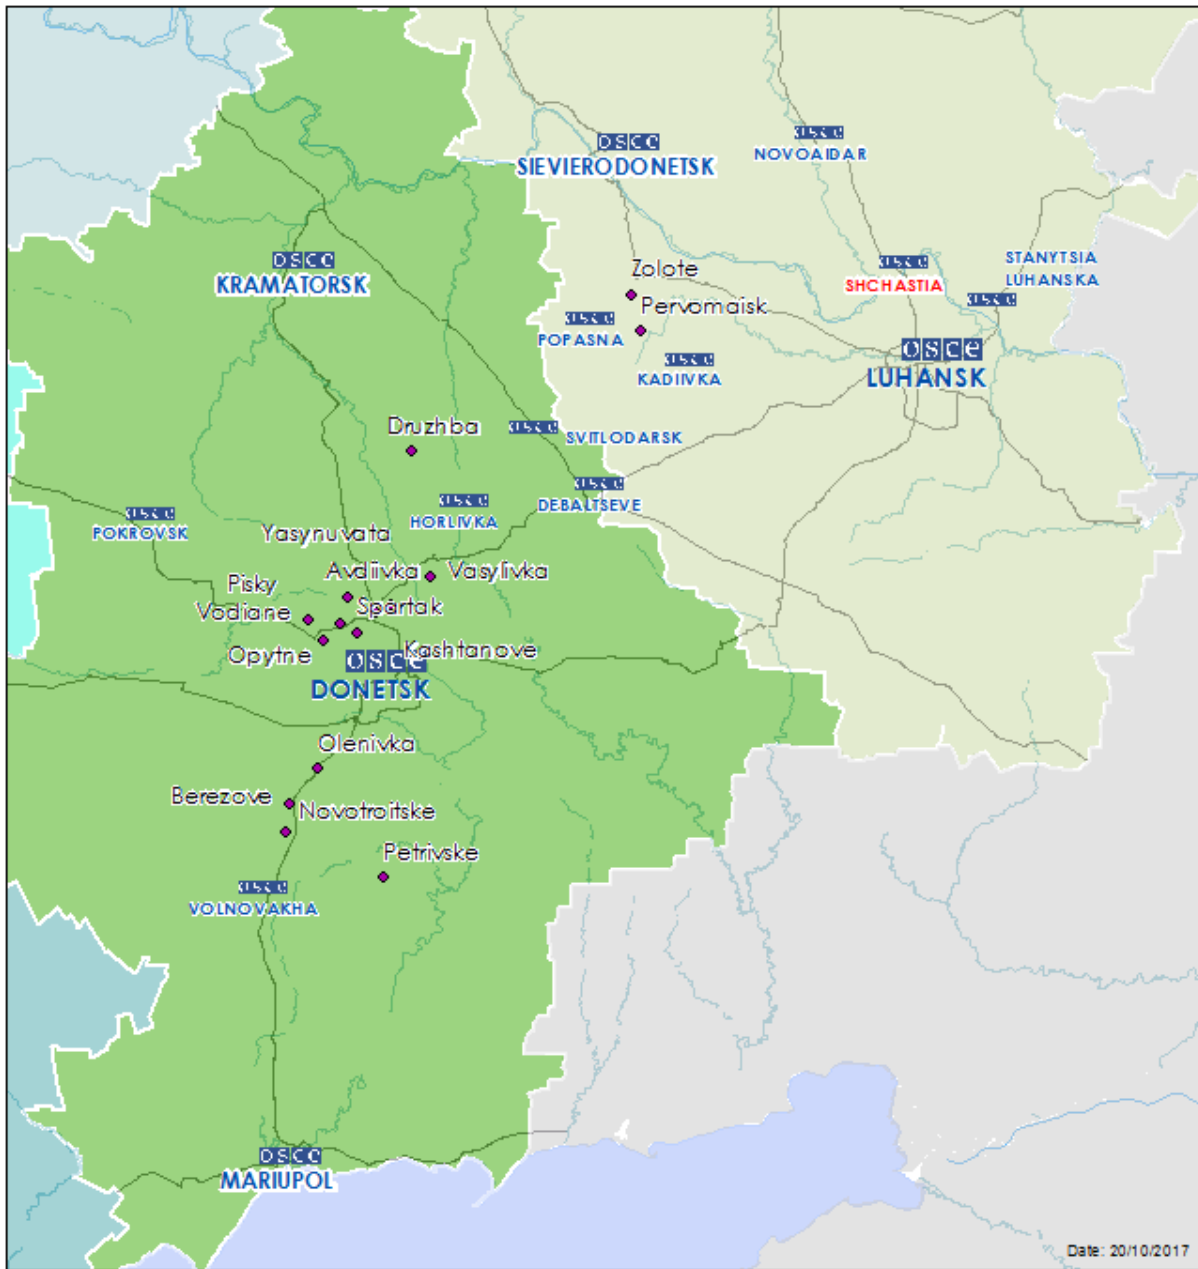 OSCE
SIEVIERODONETSK
OSCE
NOVOAIDAR
OSCE
KRAMATORSK
Zolote
OSCE
SHCHASTIA
STANYTSIA
LUHANSKA
OSCE
Pervomaisk
OSCE
POPASNA
OSCE
KADIIVKA
osce
LUHANSK
Druzhba
OSCE
SVITLODARSK
OSCE
DEBALTSEVE
OSCE
HORLIVKA
OSCE
POKROVSK
Yasynuvata
Avdiivka
Vasylivka
Pisky
Vodiane
Spartak
Opytne
Kashtanove
osce
DONETSK
Olenivka
Berezove
Novotroitske
Petrivske
OSCE
VOLNOVAKHA
OSCE
MARIUPOL
Date: 20/10/2017